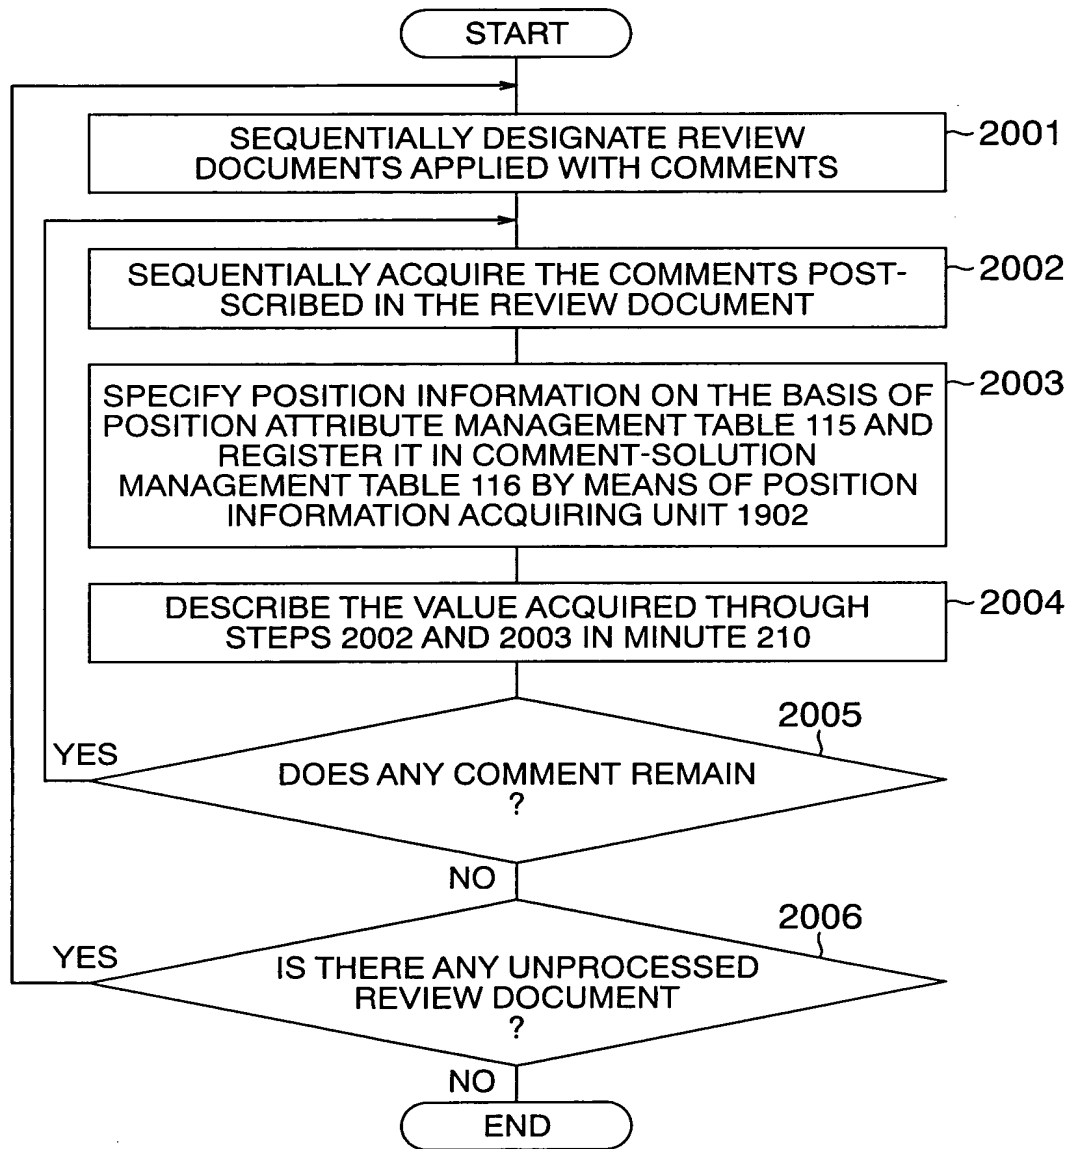 START
SEQUENTIALLY DESIGNATE REVIEW
DOCUMENTS APPLIED WITH COMMENTS
2001
SEQUENTIALLY ACQUIRE THE COMMENTS POST-
SCRIBED IN THE REVIEW DOCUMENT
2002
SPECIFY POSITION INFORMATION ON THE BASIS OF
POSITION ATTRIBUTE MANAGEMENT TABLE 115 AND
REGISTER IT IN COMMENT-SOLUTION
MANAGEMENT TABLE 116 BY MEANS OF POSITION
INFORMATION ACQUIRING UNIT 1902
2003
DESCRIBE THE VALUE ACQUIRED THROUGH
STEPS 2002 AND 2003 IN MINUTE 210
2004
2005
YES
DOES ANY COMMENT REMAIN
?
NO
2006
YES
IS THERE ANY UNPROCESSED
REVIEW DOCUMENT
?
NO
END